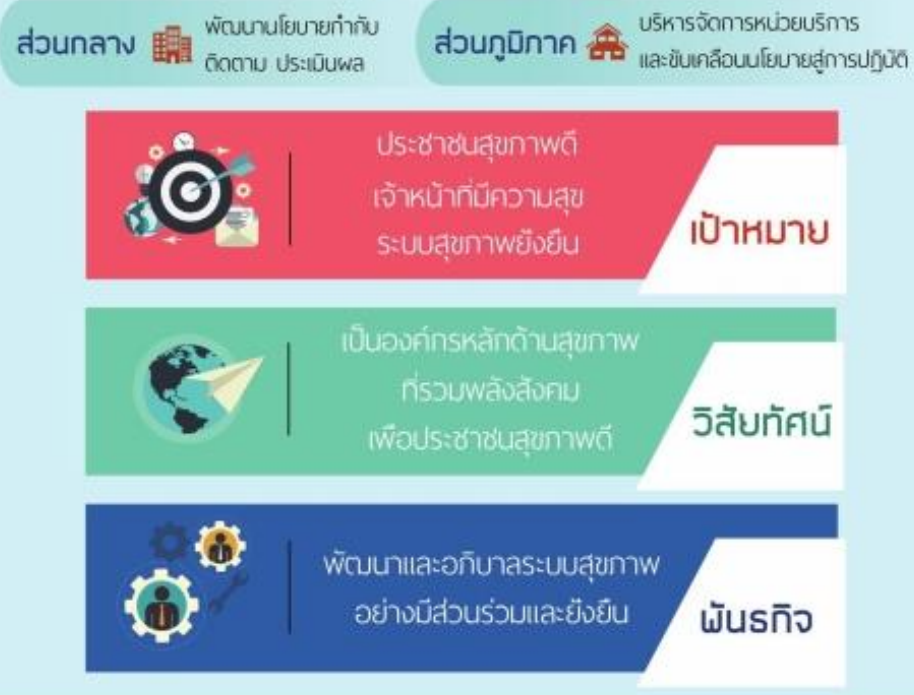 ส่วนกลาง
พัฒนานโยบายกำกับ
ติดตาม ประเมินผล
ส่วนภูมิภาค
บริหารจัดการหน่วยบริการ
และขับเคลื่อนนโยบายสู่การปฏิบัติ
ประชาชนสุขภาพดี
เจ้าหน้าที่มีความสุข
ระบบสุขภาพยั่งยืน
เป้าหมาย
เป็นองค์กรหลักด้านสุขภาพ
ที่รวมพลังสังคม
เพื่อประชาชนสุขภาพดี
วิสัยทัศน์
พัฒนาและอภิบาลระบบสุขภาพ
อย่างมีส่วนร่วมและยั่งยืน
พันธกิจ